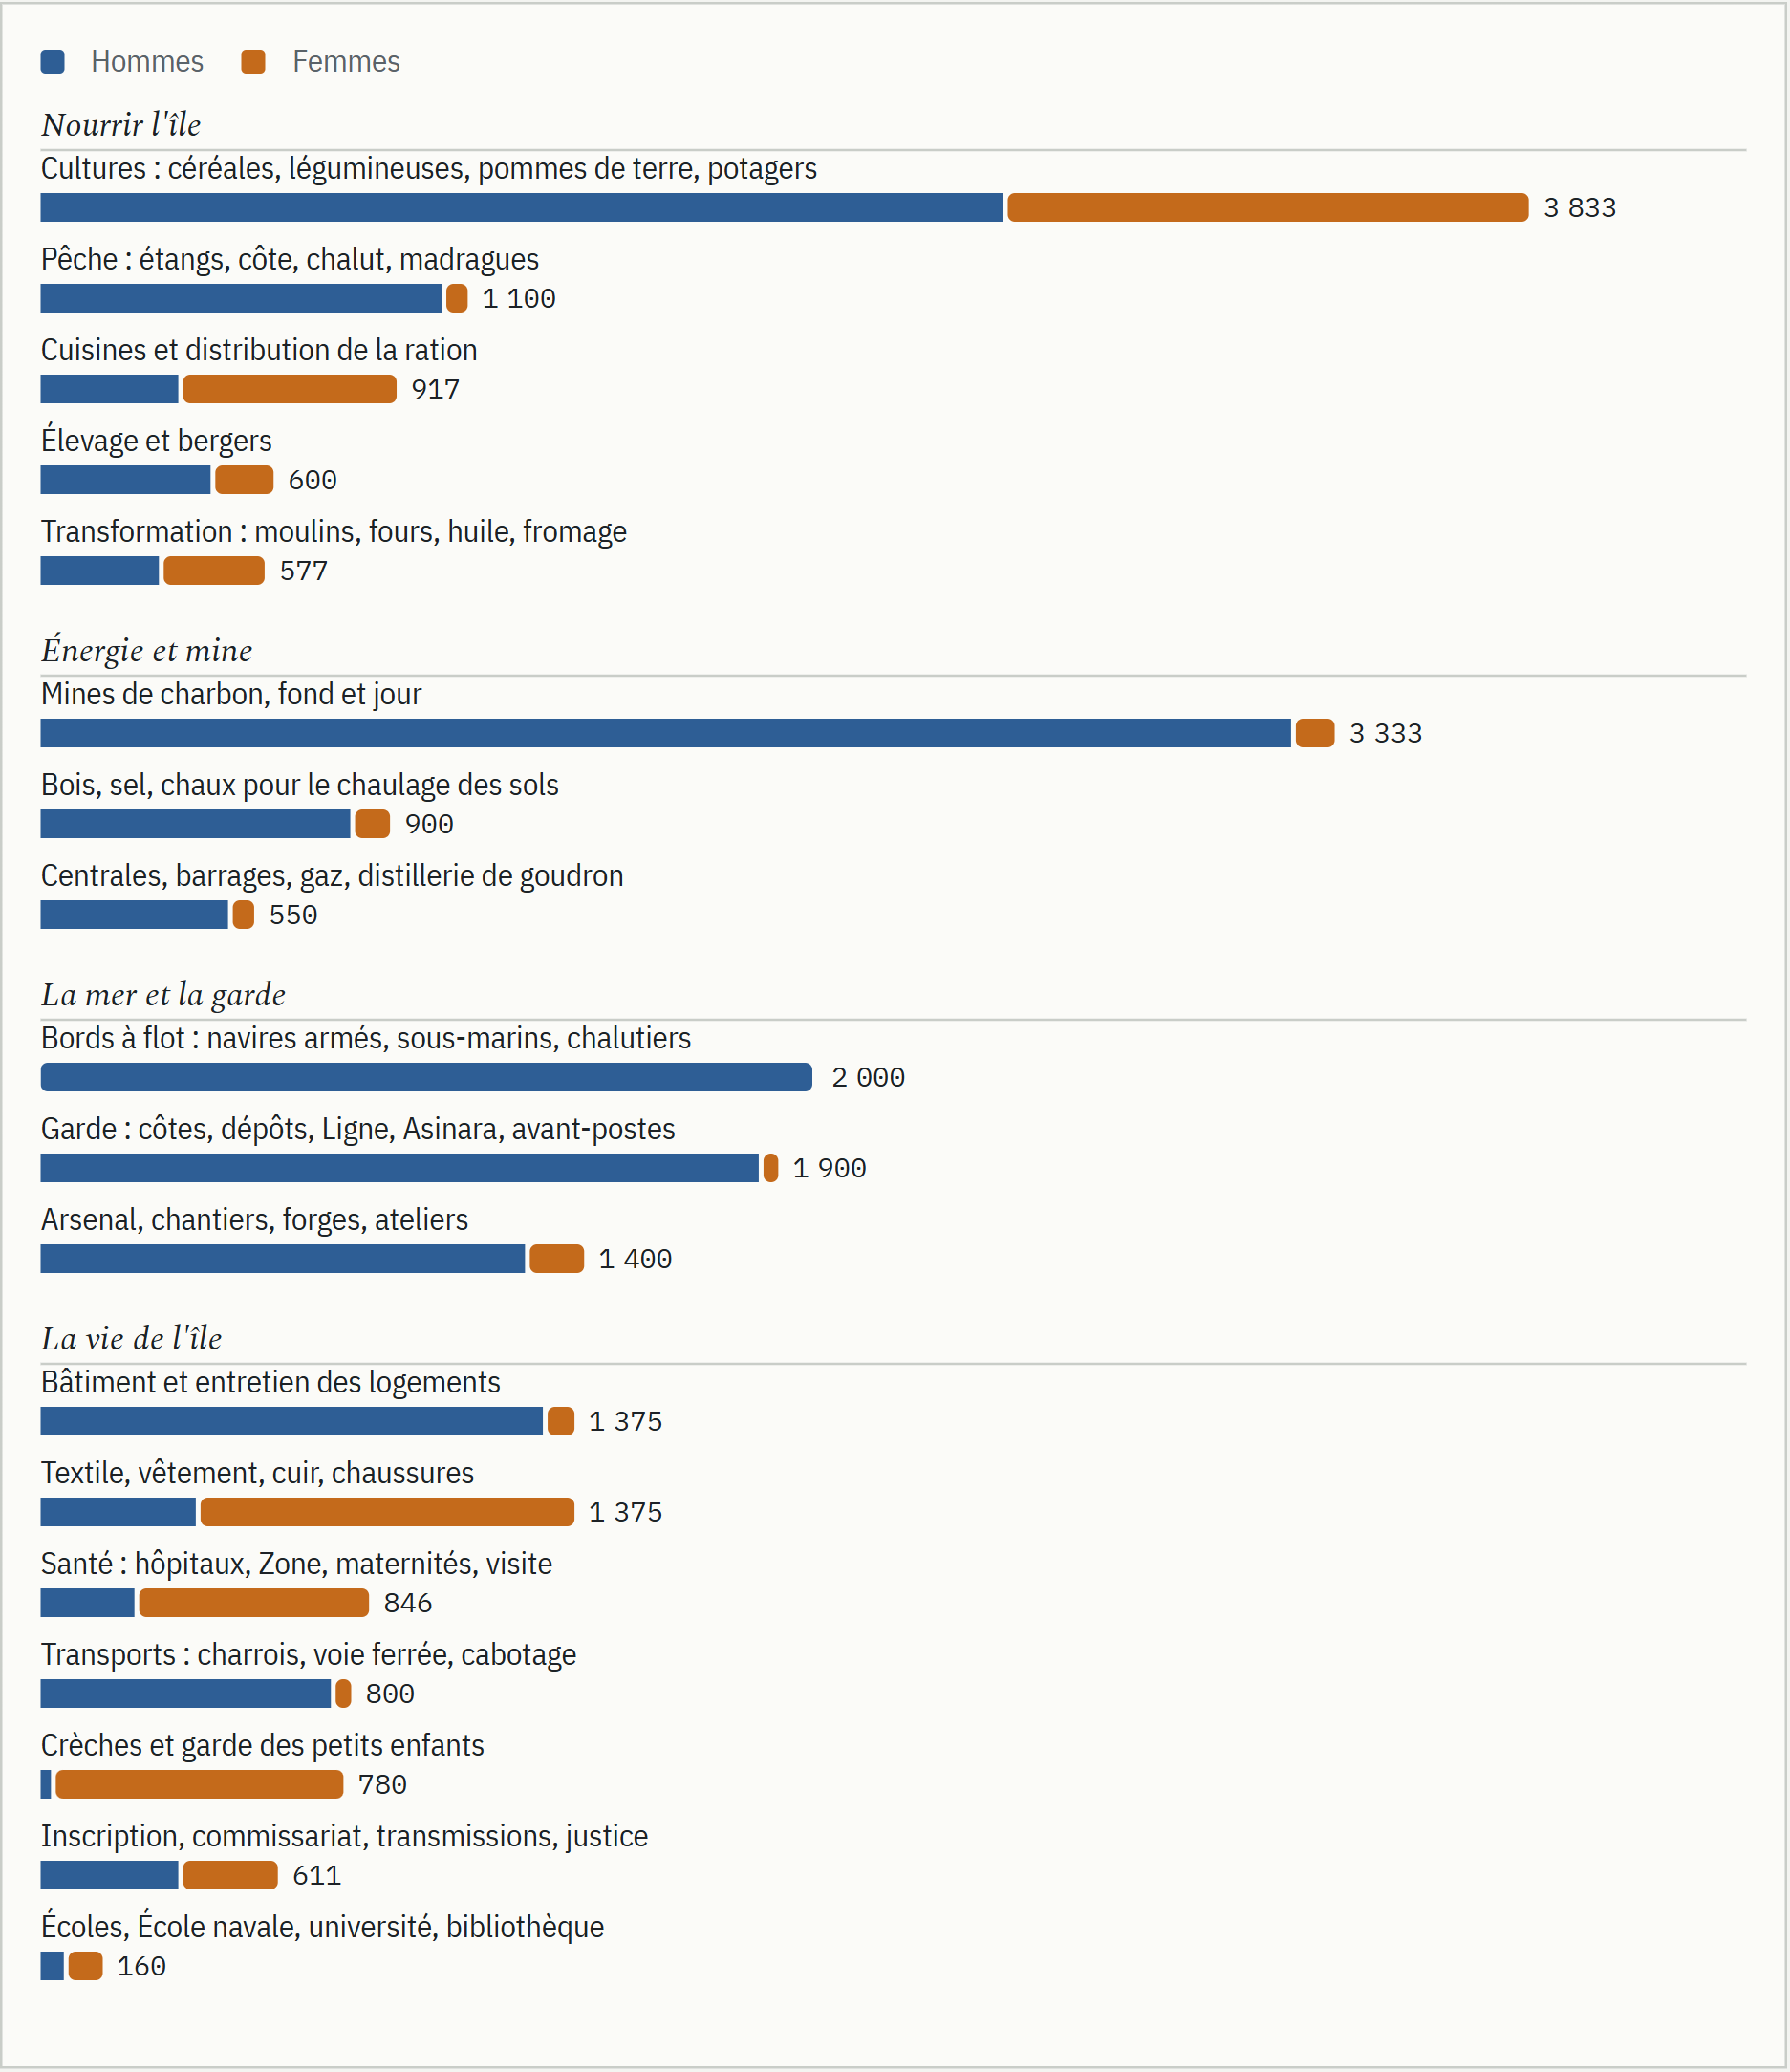 Hommes Femmes
Nourrir l'île
Cultures : céréales, légumineuses, pommes de terre, potagers
3 833
Pêche : étangs, côte, chalut, madragues
1 100
Cuisines et distribution de la ration
917
Élevage et bergers
600
Transformation : moulins, fours, huile, fromage
577
Énergie et mine
Mines de charbon, fond et jour
3 333
Bois, sel, chaux pour le chaulage des sols
900
Centrales, barrages, gaz, distillerie de goudron
550
La mer et la garde
Bords à flot : navires armés, sous-marins, chalutiers
2 000
Garde : côtes, dépôts, Ligne, Asinara, avant-postes
1 900
Arsenal, chantiers, forges, ateliers
1 400
La vie de l'île
Bâtiment et entretien des logements
1 375
Textile, vêtement, cuir, chaussures
1 375
Santé : hôpitaux, Zone, maternités, visite
846
Transports : charrois, voie ferrée, cabotage
800
Crèches et garde des petits enfants
780
Inscription, commissariat, transmissions, justice
611
Écoles, École navale, université, bibliothèque
160